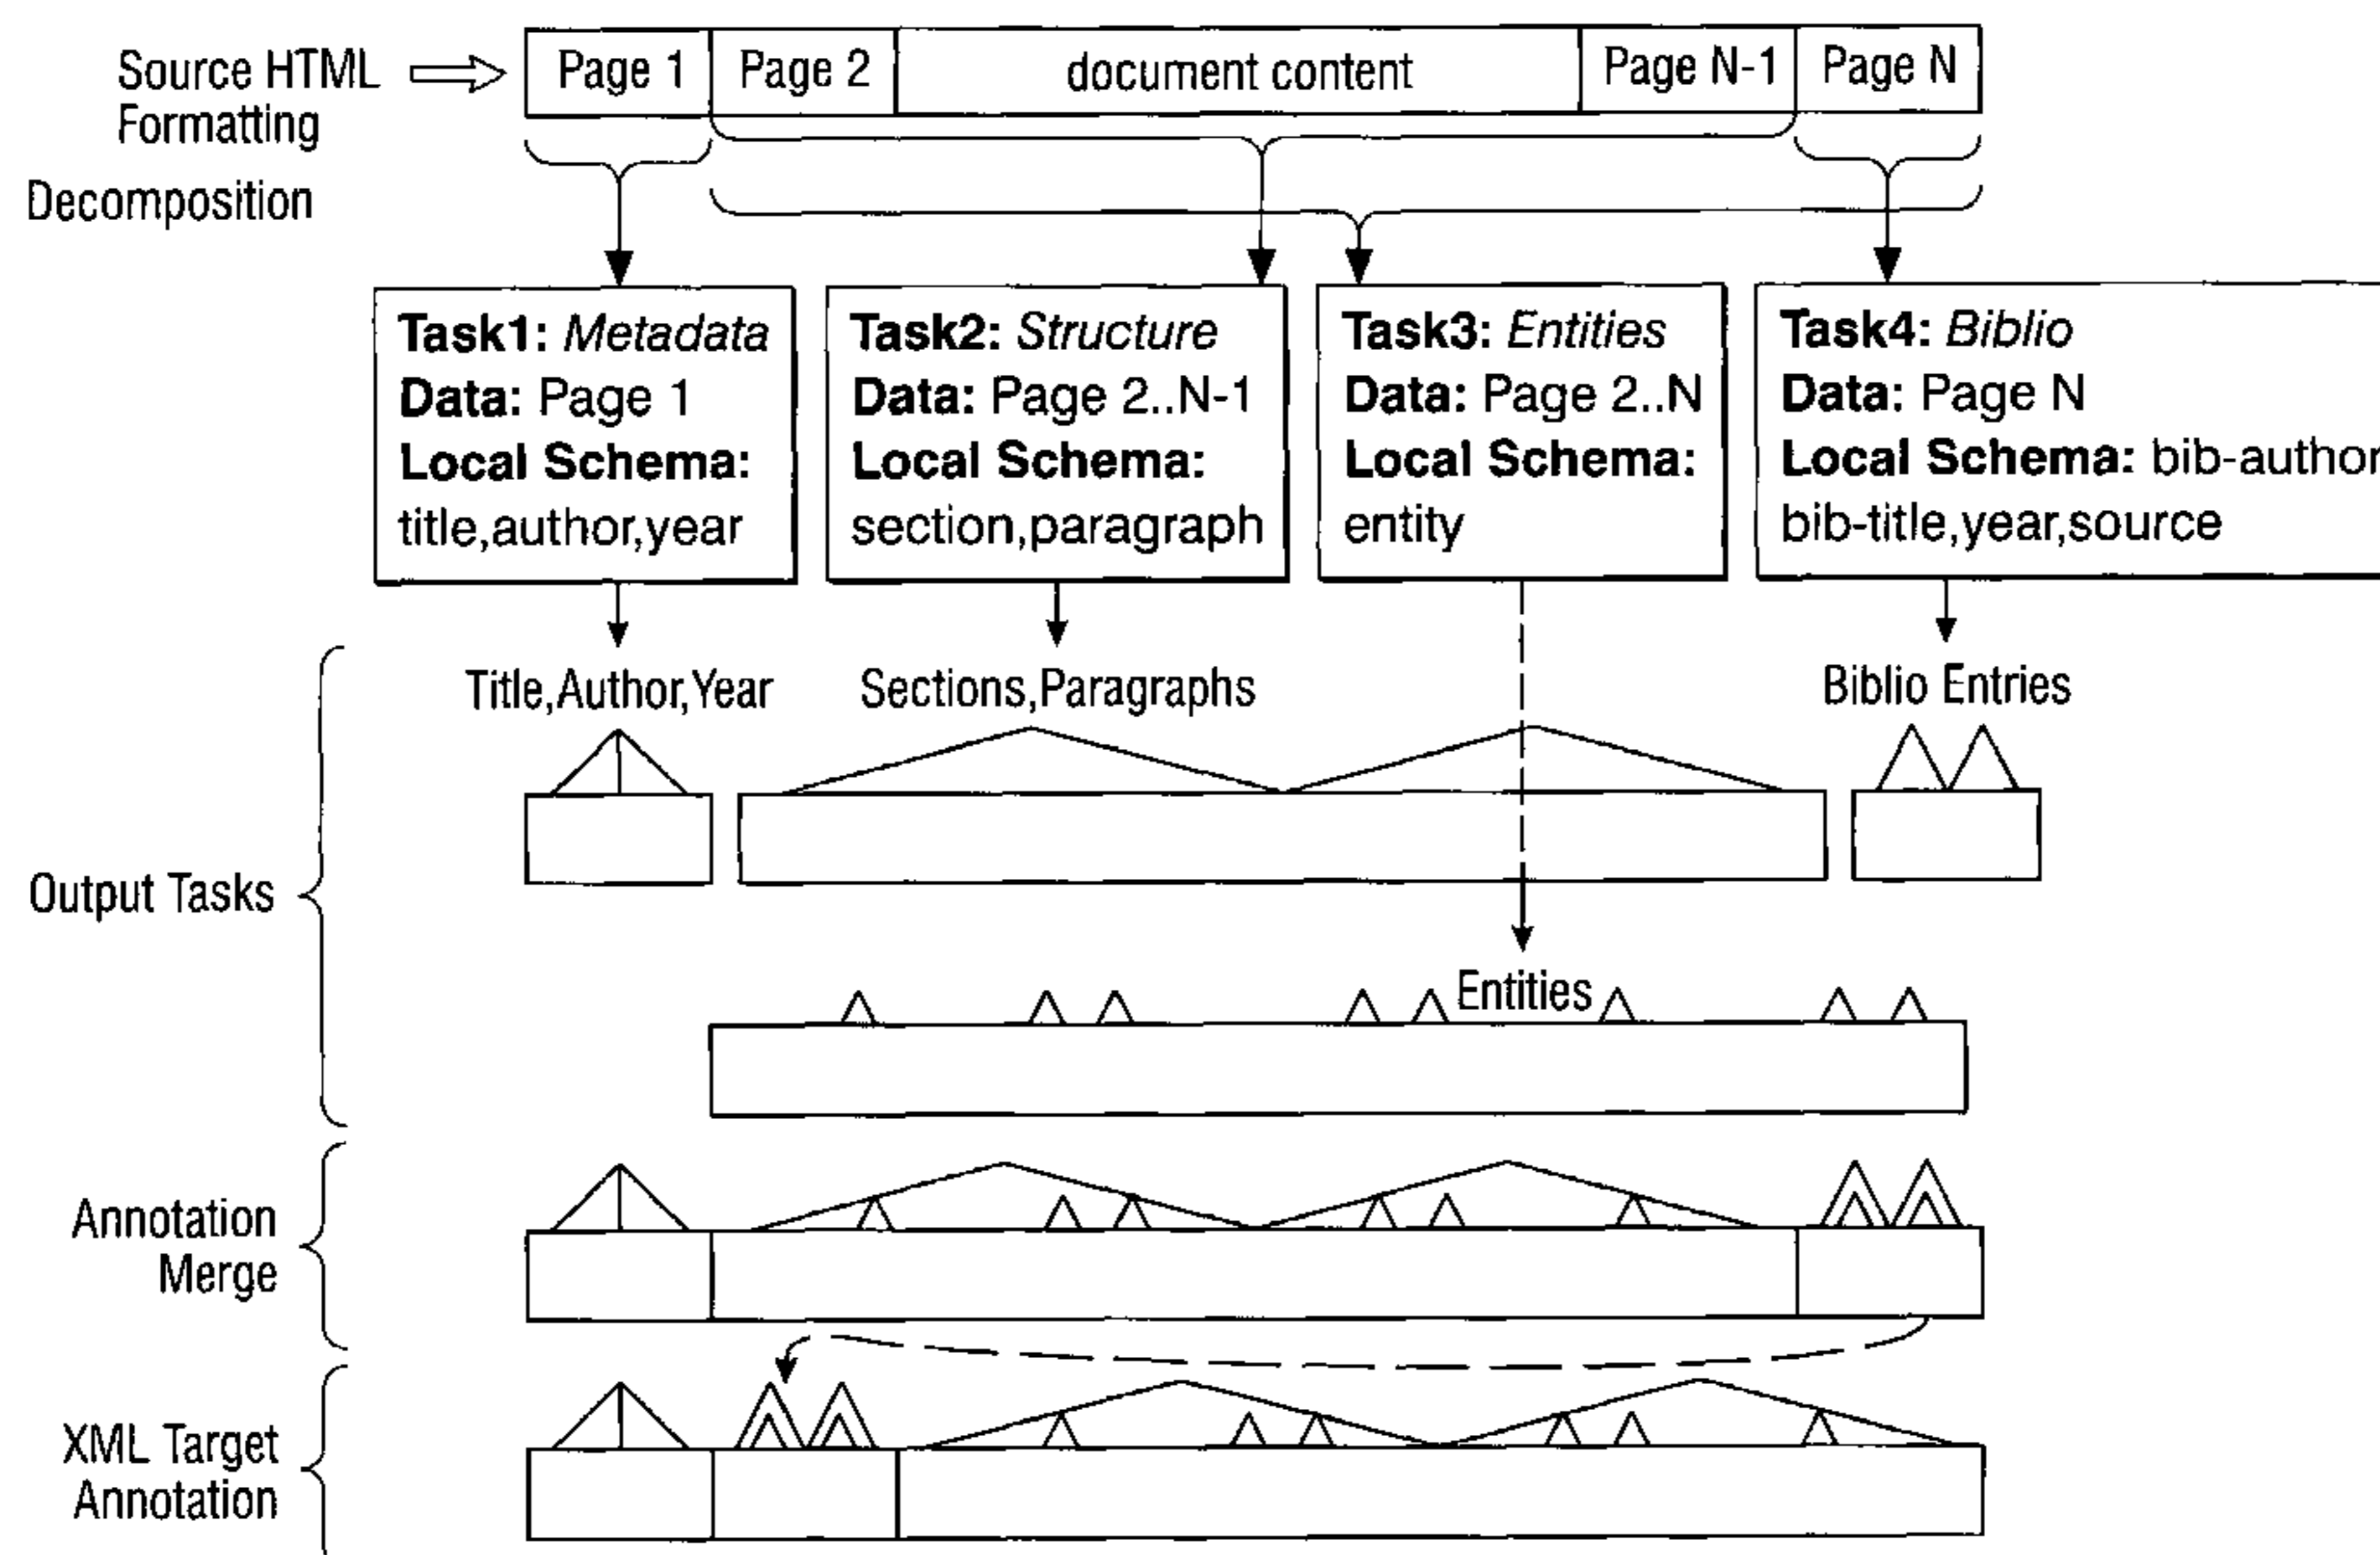 Source HTML
Formatting
Page 1
Page 2
document content
Page N-1
Page N
Decomposition
Task1: Metadata
Data: Page 1
Local Schema:
title,author,year
Task2: Structure
Data: Page 2..N-1
Local Schema:
section,paragraph
Task3: Entities
Data: Page 2..N
Local Schema:
entity
Task4: Biblio
Data: Page N
Local Schema: bib-author
bib-title,year,source
Output Tasks
Title,Author,Year
Sections,Paragraphs
Biblio Entries
Entities
Annotation
Merge
XML Target
Annotation